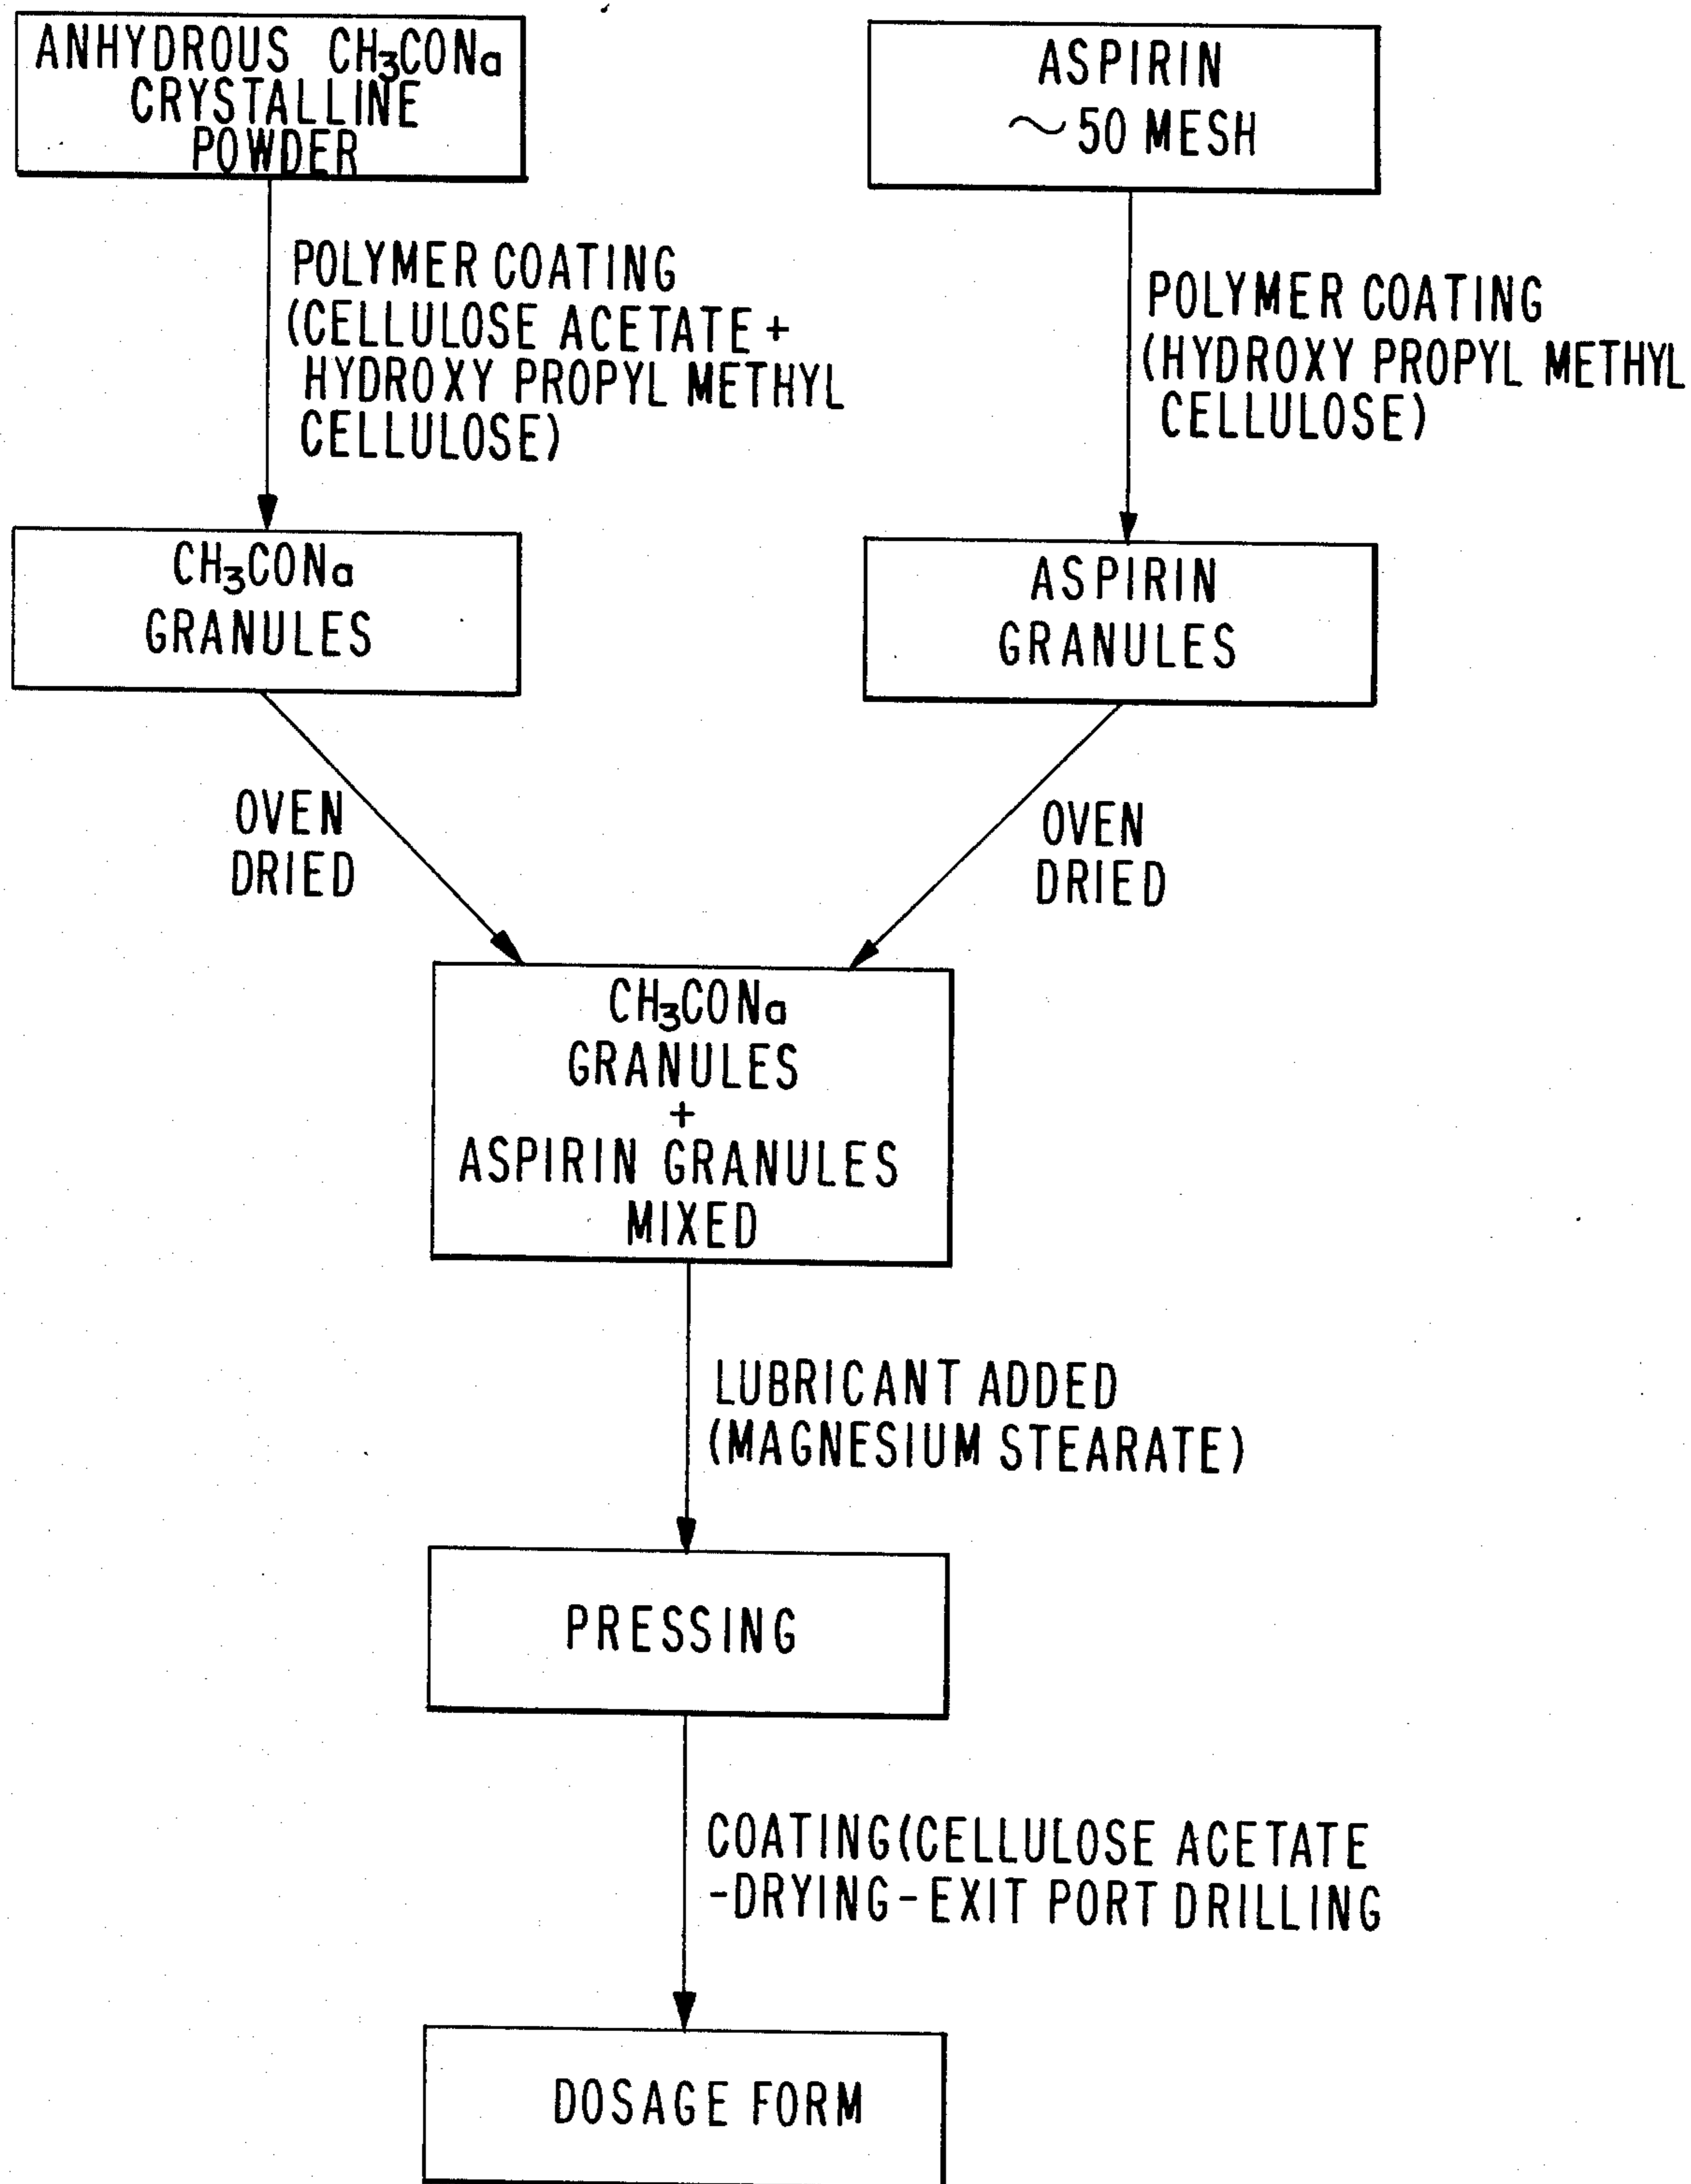 ANHYDROUS CH₃CONa
CRYSTALLINE
POWDER
ASPIRIN
~50 MESH
POLYMER COATING
(CELLULOSE ACETATE +
HYDROXY PROPYL METHYL
CELLULOSE)
POLYMER COATING
(HYDROXY PROPYL METHYL
CELLULOSE)
CH₃CONa
GRANULES
ASPIRIN
GRANULES
OVEN
DRIED
OVEN
DRIED
CH₃CONa
GRANULES
+
ASPIRIN GRANULES
MIXED
LUBRICANT ADDED
(MAGNESIUM STEARATE)
PRESSING
COATING(CELLULOSE ACETATE
-DRYING-EXIT PORT DRILLING
DOSAGE FORM